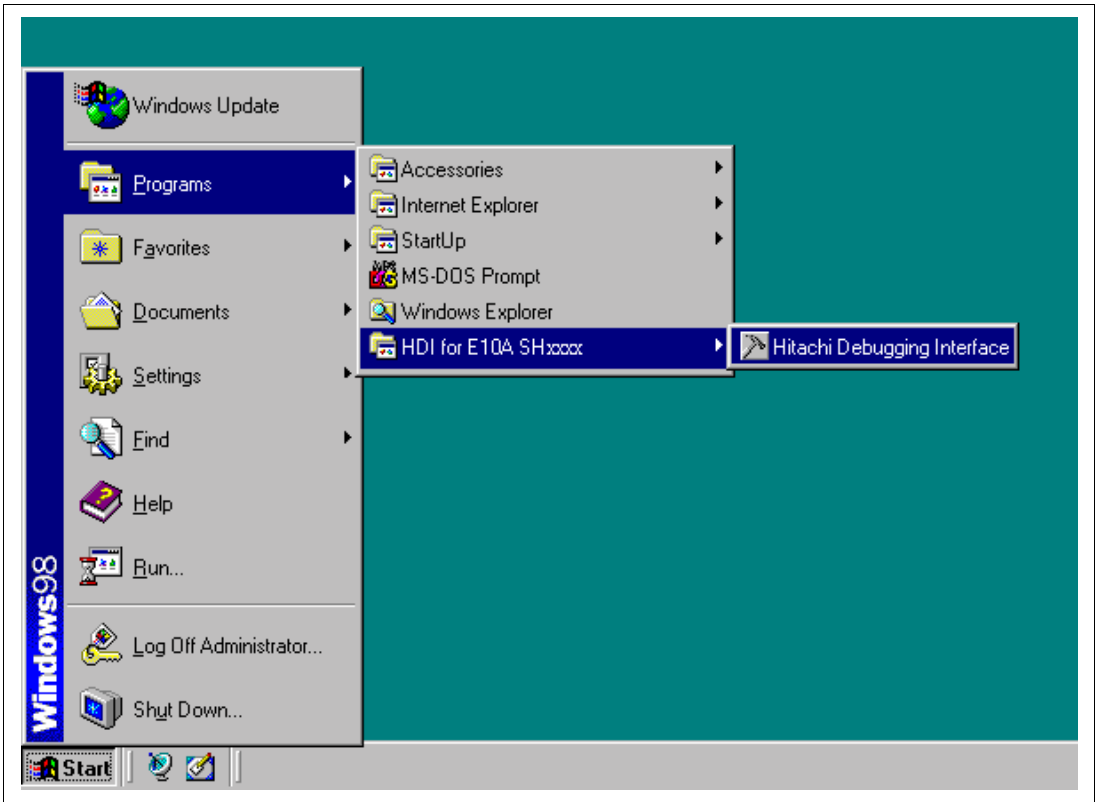 Windows Update
Programs
Favorites
Documents
Settings
Find
Help
Run...
Log Off Administrator...
Shut Down...
Windows98
Accessories
Internet Explorer
StartUp
MS-DOS Prompt
Windows Explorer
HDI for E10A SHxxxx
Hitachi Debugging Interface
Start